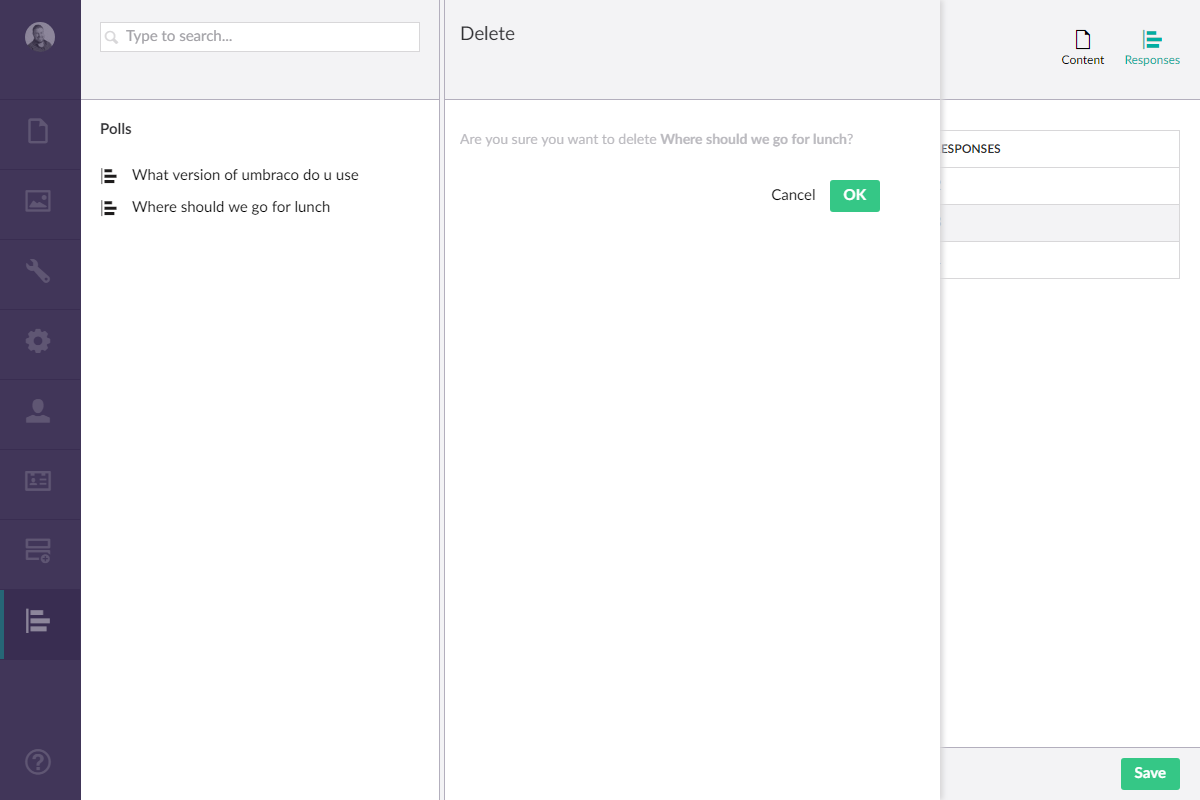 Type to search...
Delete
Content
Responses
Polls
What version of umbraco do u use
Where should we go for lunch
Are you sure you want to delete Where should we go for lunch?
Cancel
OK
ESPONSES
Save